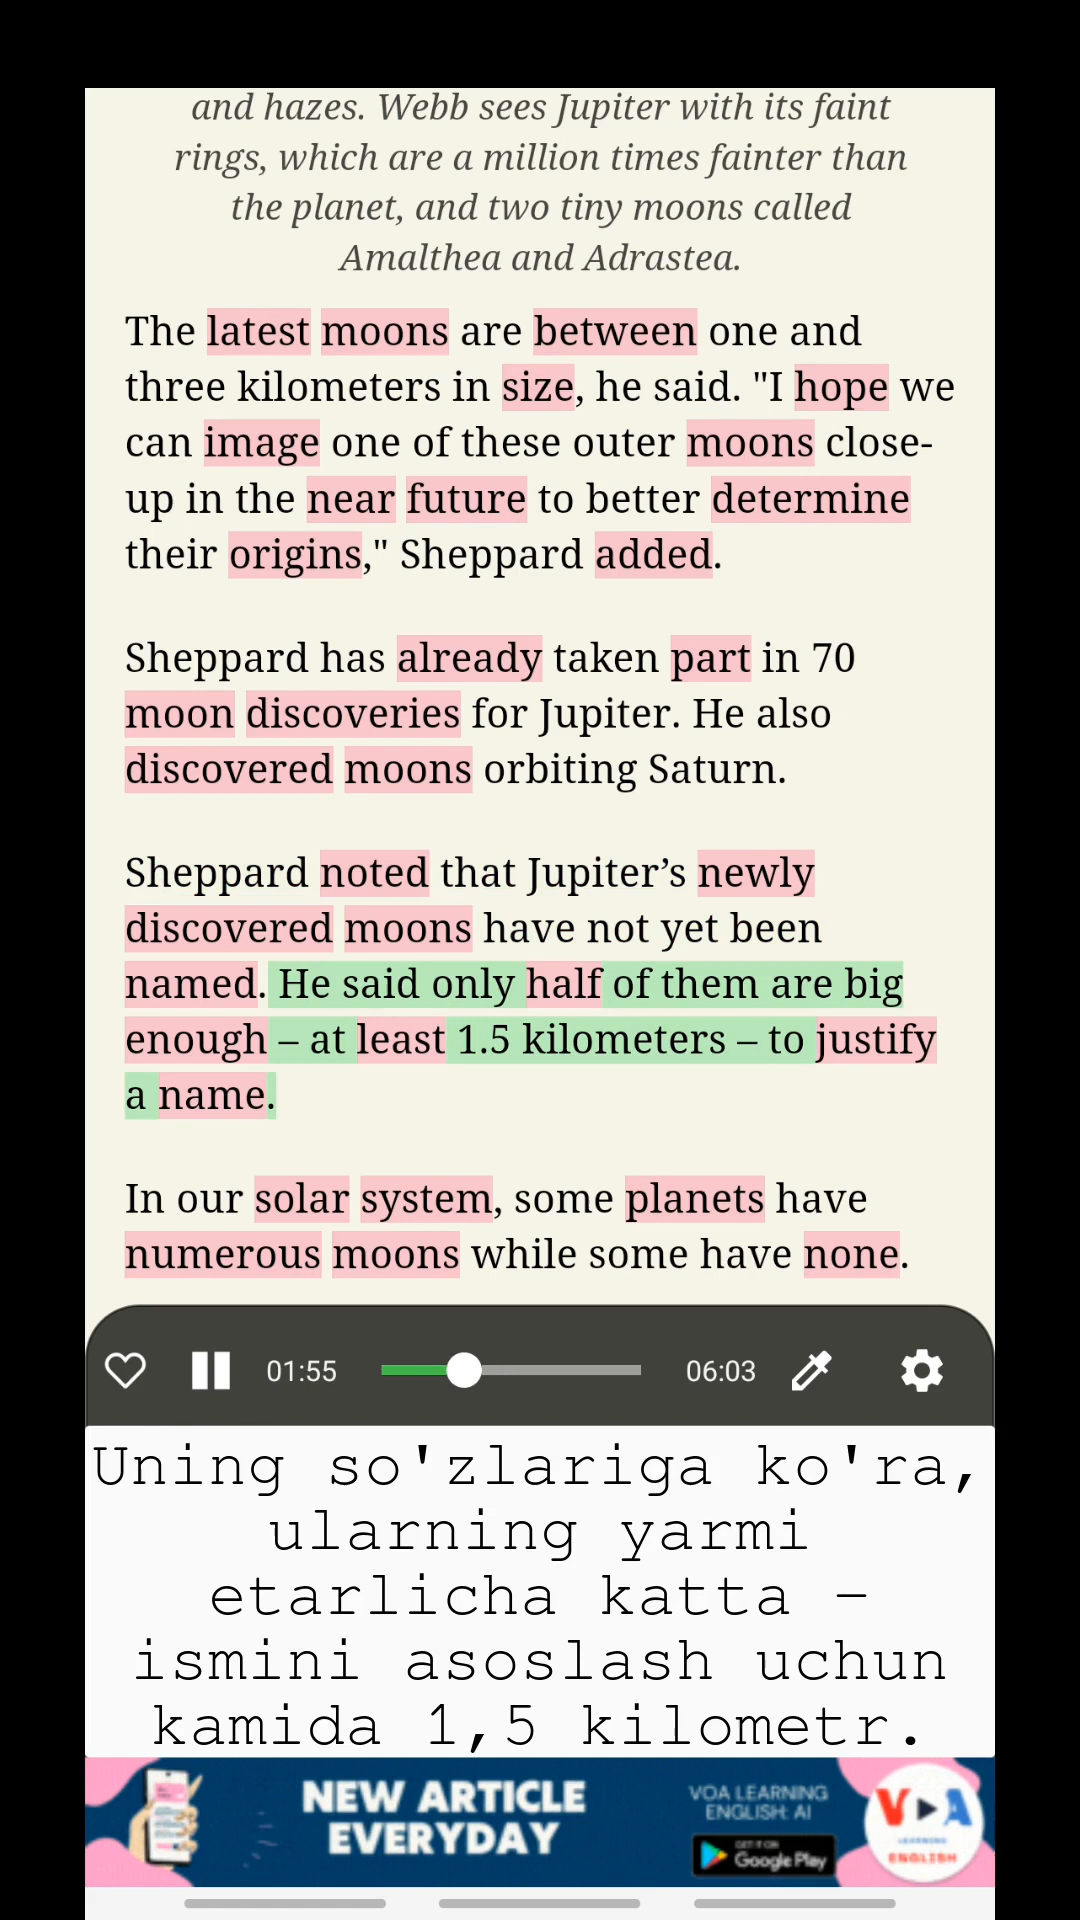 and hazes. Webb sees Jupiter with its faint
rings, which are a million times fainter than
the planet, and two tiny moons called
Amalthea and Adrastea.
The latest moons are between one and
three kilometers in size, he said. "I hope we
can image one of these outer moons close-
up in the near future to better determine
their origins," Sheppard added.
Sheppard has already taken part in 70
moon discoveries for Jupiter. He also
discovered moons orbiting Saturn.
Sheppard noted that Jupiter’s newly
discovered moons have not yet been
named. He said only half of them are big
enough – at least 1.5 kilometers – to justify
a name.
In our solar system, some planets have
numerous moons while some have none.
01:55 06:03
Uning so'zlariga ko'ra,
ularning yarmi
etarlicha katta –
ismini asoslash uchun
kamida 1,5 kilometr.
NEW ARTICLE
EVERYDAY
VOA LEARNING
ENGLISH: AI
GET IT ON
Google Play
VOA
LEARNING
ENGLISH